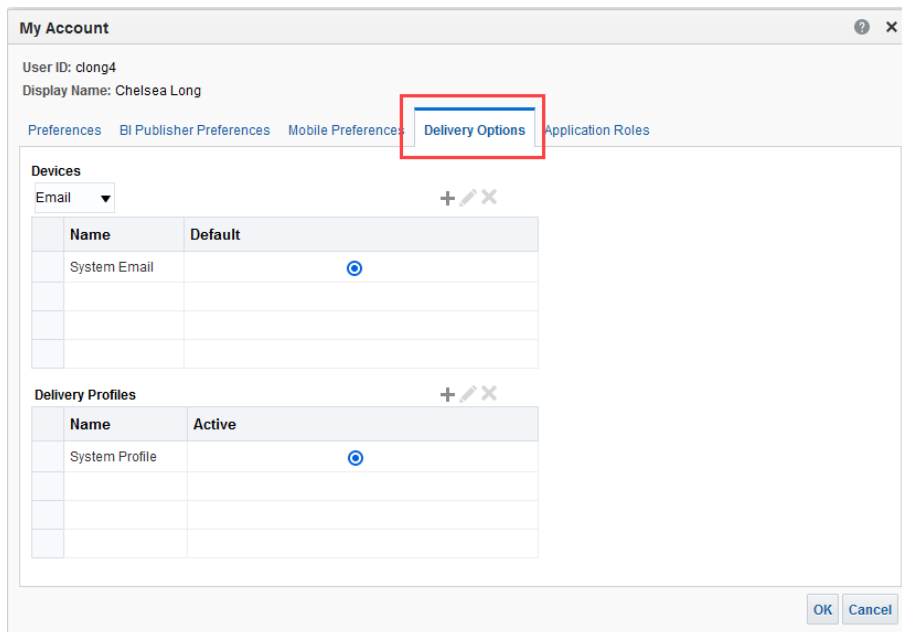 My Account
User ID: clong4
Display Name: Chelsea Long
Preferences BI Publisher Preferences Mobile Preferences Delivery Options Application Roles
Devices
Email
Name Default
System Email
Delivery Profiles
Name Active
System Profile
OK Cancel